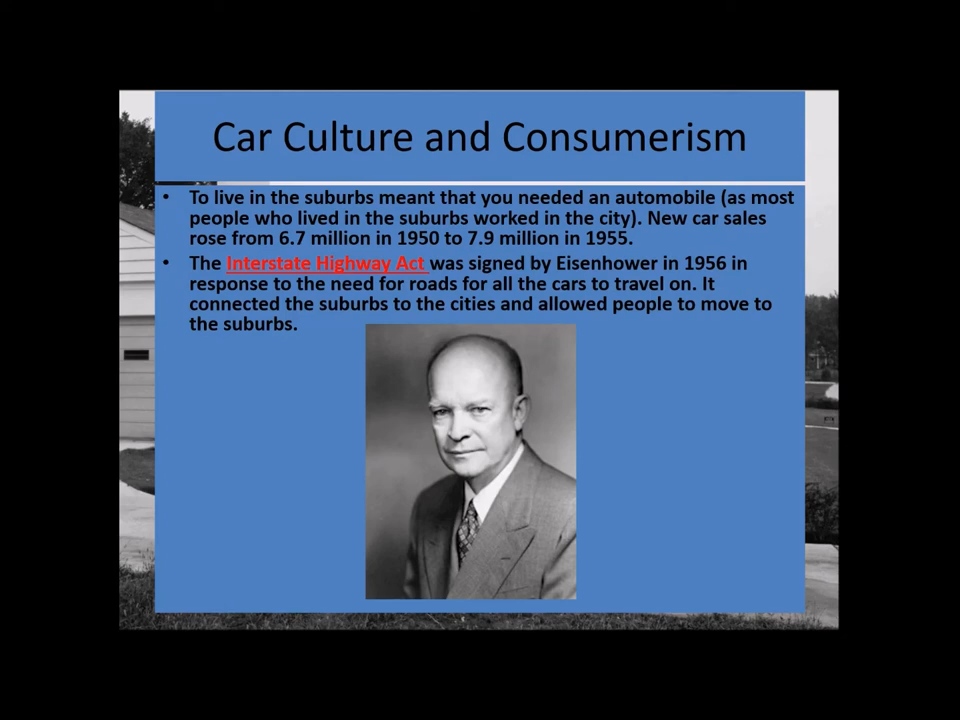 Car Culture and Consumerism
• To live in the suburbs meant that you needed an automobile (as most
people who lived in the suburbs worked in the city). New car sales
rose from 6.7 million in 1950 to 7.9 million in 1955.
• The Interstate Highway Act was signed by Eisenhower in 1956 in
response to the need for roads for all the cars to travel on. It
connected the suburbs to the cities and allowed people to move to
the suburbs.